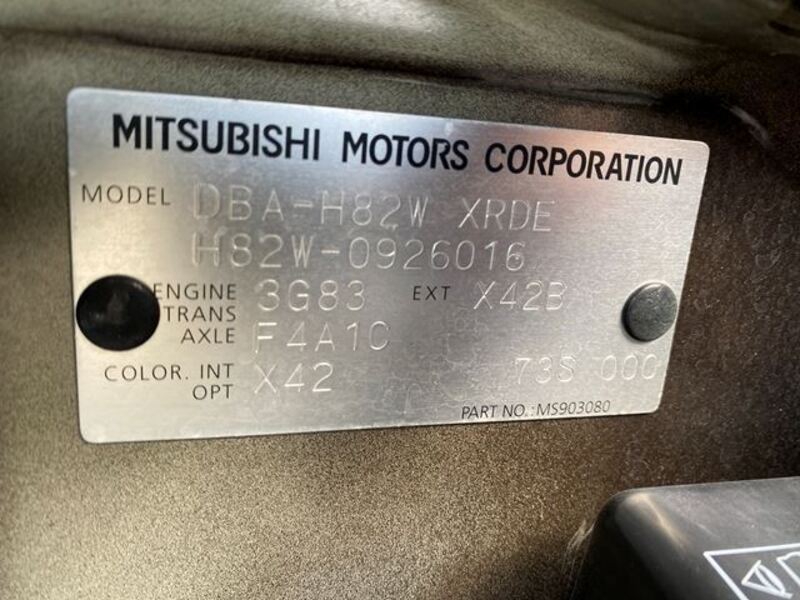 MITSUBISHI MOTORS CORPORATION
MODEL DBA-H82W XRDE
H82W-0926016
ENGINE 3G83 EXT X42B
TRANS
AXLE F4A1C
COLOR. INT X42 73S 000
OPT
PART NO.:MS903080